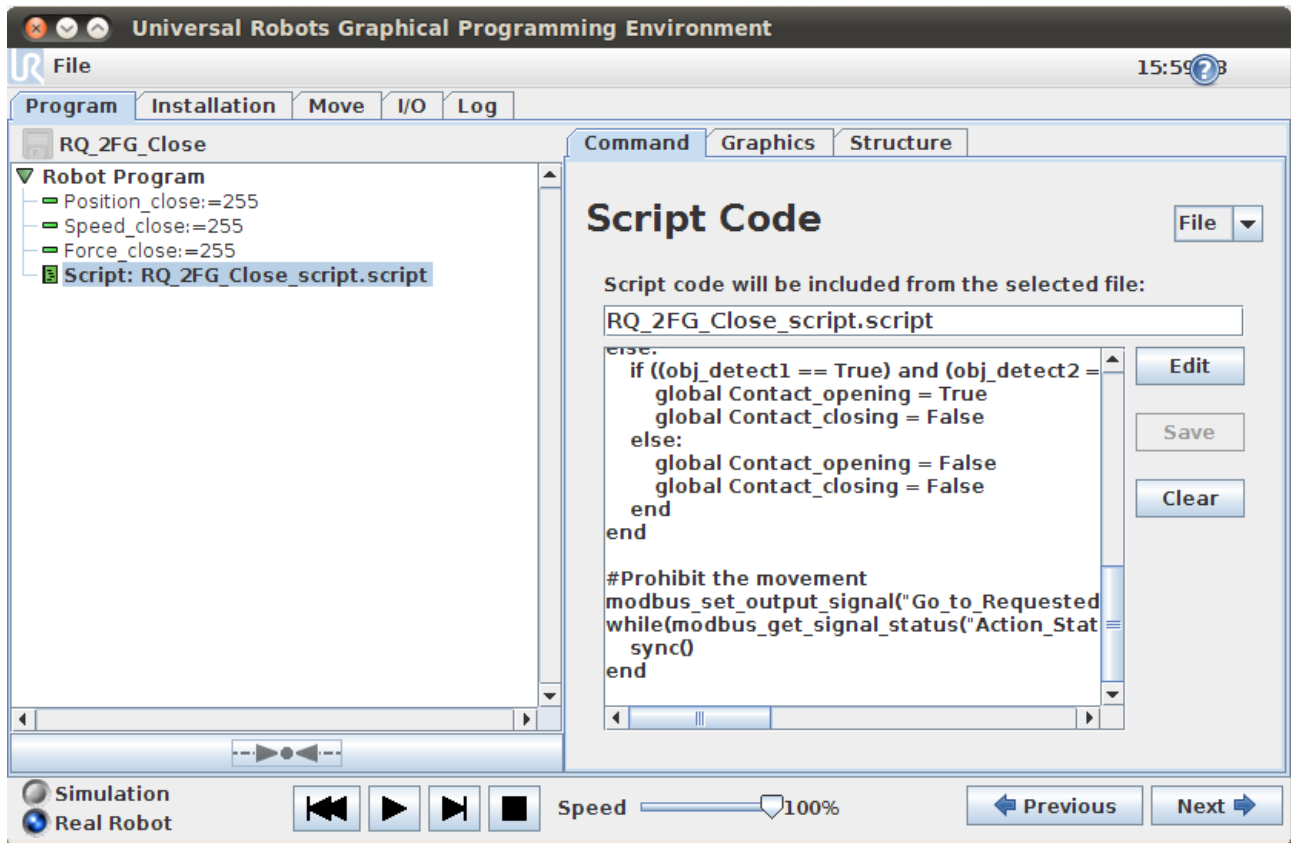 Universal Robots Graphical Programming Environment
File
15:59
Program Installation Move I/O Log
RQ_2FG_Close
Robot Program
Position_close:=255
Speed_close:=255
Force_close:=255
Script: RQ_2FG_Close_script.script
Command Graphics Structure
Script Code
File
Script code will be included from the selected file:
RQ_2FG_Close_script.script
else:
if ((obj_detect1 == True) and (obj_detect2 =
global Contact_opening = True
global Contact_closing = False
else:
global Contact_opening = False
global Contact_closing = False
end
end
#Prohibit the movement
modbus_set_output_signal("Go_to_Requested
while(modbus_get_signal_status("Action_Stat
sync()
end
Edit
Save
Clear
Simulation
Real Robot
Speed 100%
Previous
Next